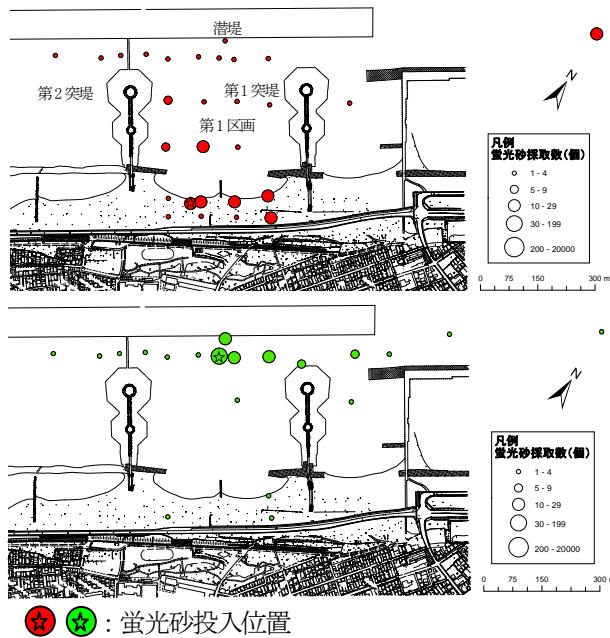 潜堤
第2突堤
第1突堤
第1区画
N
凡例
蛍光砂採取数(個)
1 - 4
5 - 9
10 - 29
30 - 199
200 - 20000
0 75 150 300 m
N
凡例
蛍光砂採取数(個)
1 - 4
5 - 9
10 - 29
30 - 199
200 - 20000
0 75 150 300 m
：蛍光砂投入位置